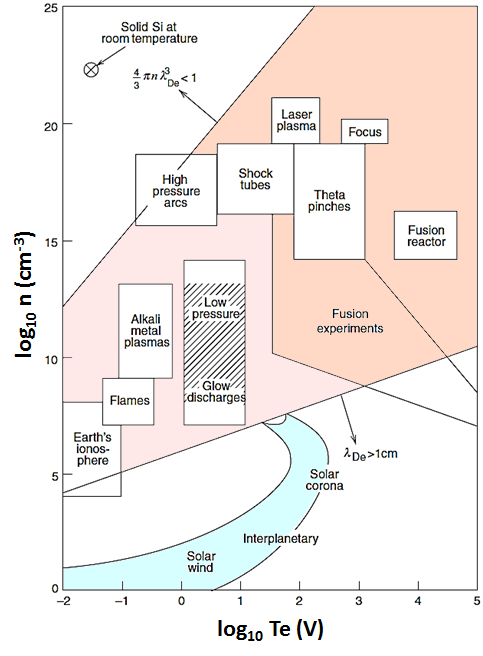 25
20
15
10
5
0
log10 n (cm-3)
Solid Si at
room temperature
4/3 πnλ3De<1
Laser
plasma
Focus
High
pressure
arcs
Shock
tubes
Theta
pinches
Fusion
reactor
Alkali
metal
plasmas
Low
pressure
Glow
discharges
Fusion
experiments
Flames
Earth's
iono-
sphere
λDe>1cm
Solar
corona
Interplanetary
Solar
wind
-2
-1
0
1
2
3
4
5
log10 Te (V)